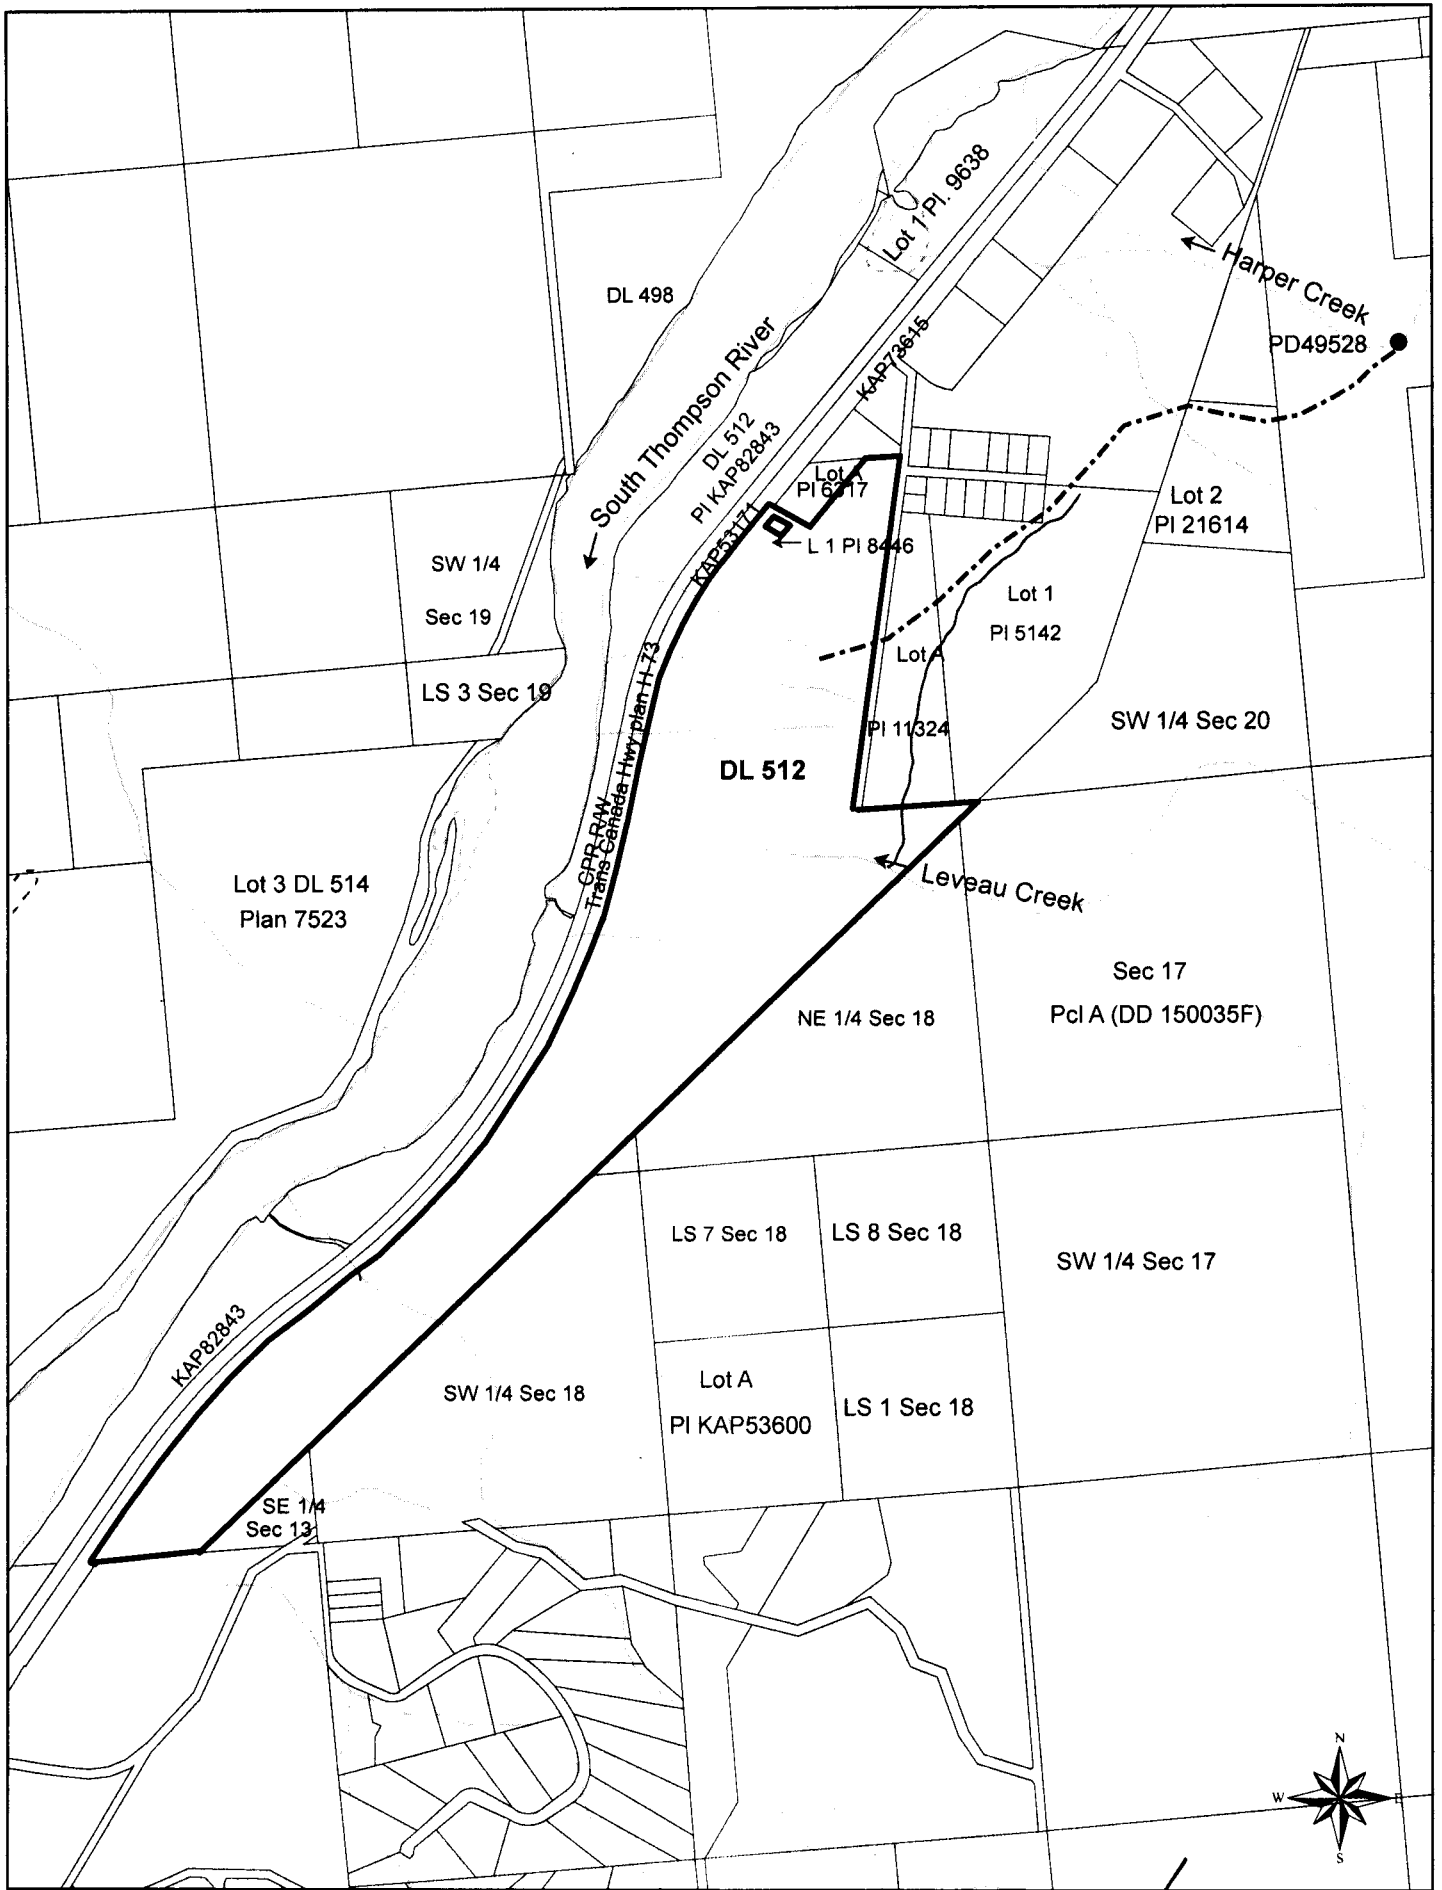 Lot 1 Pl. 9638
Harper Creek
DL 498
PD49528
South Thompson River
KAP73615
DL 512
Pl KAP82843
Lot A
Pl 6317
Lot 2
Pl 21614
KAP53171
L 1 Pl 8446
SW 1/4
Sec 19
Lot 1
Pl 5142
Lot A
Pl 11324
LS 3 Sec 19
SW 1/4 Sec 20
CPR R/W
Trans Canada Hwy plan H-73
DL 512
Lot 3 DL 514
Plan 7523
Leveau Creek
Sec 17
Pcl A (DD 150035F)
NE 1/4 Sec 18
LS 7 Sec 18
LS 8 Sec 18
SW 1/4 Sec 17
KAP82843
SW 1/4 Sec 18
Lot A
Pl KAP53600
LS 1 Sec 18
SE 1/4
Sec 13
N
W
E
S